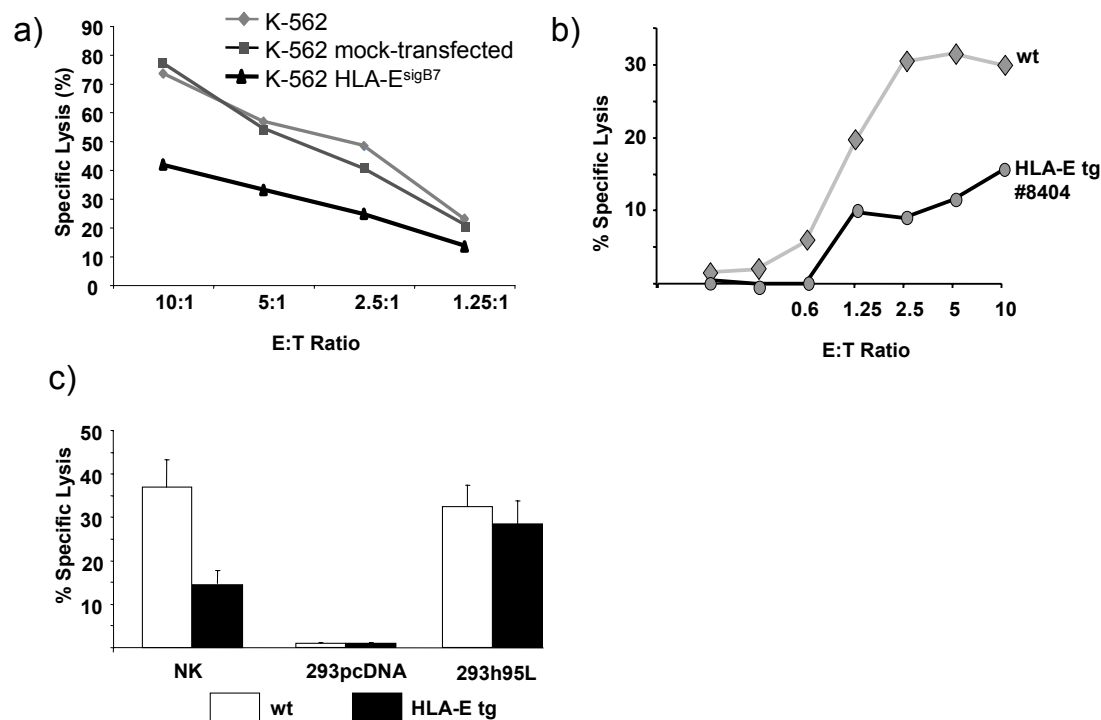 a)
Specific Lysis (%)
90
80
70
60
50
40
30
20
10
0
K-562
K-562 mock-transfected
K-562 HLA-E^sigB7
10:1 5:1 2.5:1 1.25:1
E:T Ratio
b)
% Specific Lysis
30
20
10
wt
HLA-E tg
#8404
0.6 1.25 2.5 5 10
E:T Ratio
c)
% Specific Lysis
50
40
30
20
10
NK 293pcDNA 293h95L
wt HLA-E tg